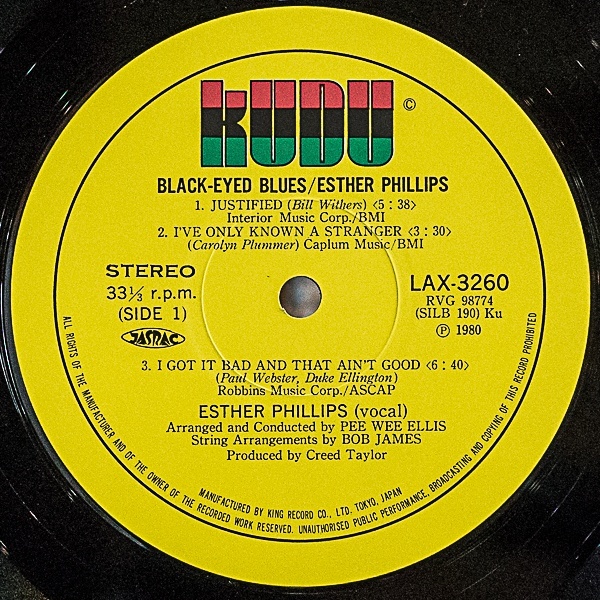 KUDU ©
BLACK-EYED BLUES/ESTHER PHILLIPS
1. JUSTIFIED (Bill Withers) <5 : 38>
Interior Music Corp./BMI
2. I'VE ONLY KNOWN A STRANGER <3 : 30>
(Carolyn Plummer) Caplum Music/BMI
STEREO
33⅓ r.p.m.
(SIDE 1)
JASRAC
LAX-3260
RVG 98774
(SILB 190) Ku
℗ 1980
3. I GOT IT BAD AND THAT AIN'T GOOD <6 : 40>
(Paul Webster, Duke Ellington)
Robbins Music Corp./ASCAP
ESTHER PHILLIPS (vocal)
Arranged and Conducted by PEE WEE ELLIS
String Arrangements by BOB JAMES
Produced by Creed Taylor
MANUFACTURED BY KING RECORD CO., LTD. TOKYO, JAPAN
ALL RIGHTS OF THE MANUFACTURER AND OF THE OWNER OF THE RECORDED WORK RESERVED. UNAUTHORISED PUBLIC PERFORMANCE, BROADCASTING AND COPYING OF THIS RECORD PROHIBITED